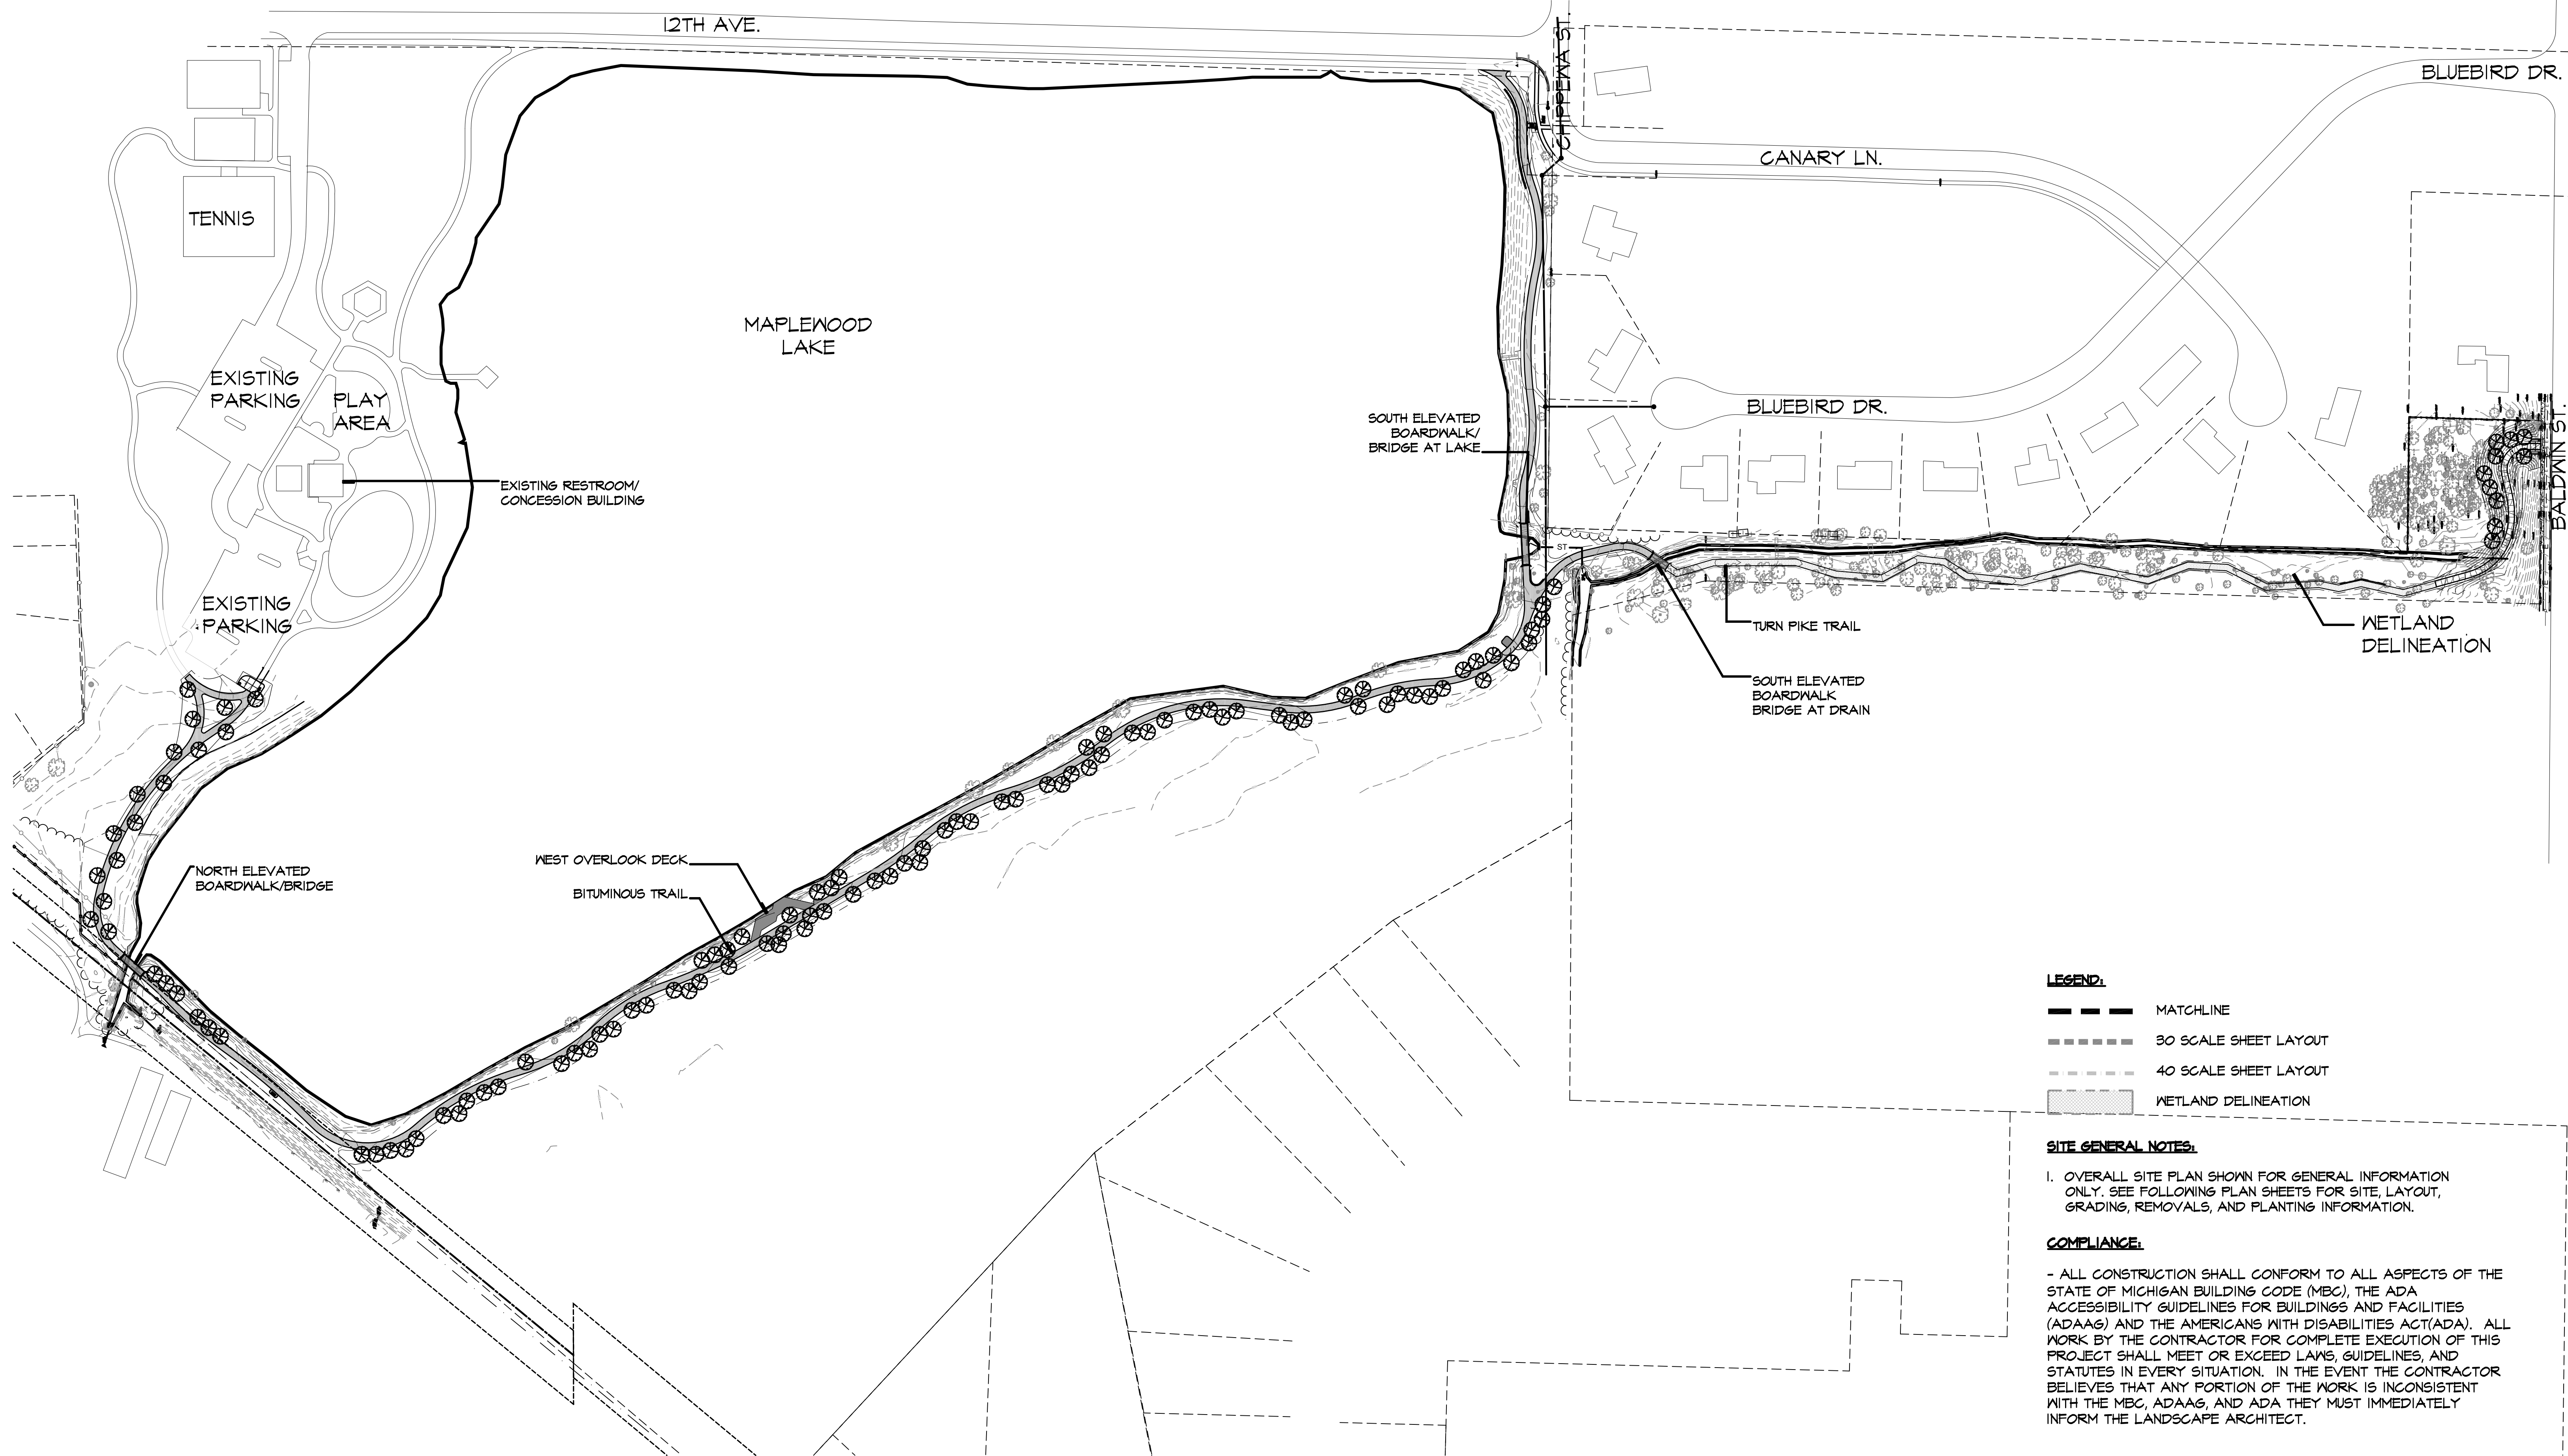 12TH AVE.
CHIPPEWA ST.
BLUEBIRD DR.
CANARY LN.
TENNIS
MAPLEWOOD
LAKE
EXISTING
PARKING
PLAY
AREA
BLUEBIRD DR.
BALDWIN ST.
SOUTH ELEVATED
BOARDWALK/
BRIDGE AT LAKE
EXISTING RESTROOM/
CONCESSION BUILDING
ST
EXISTING
PARKING
TURN PIKE TRAIL
WETLAND
DELINEATION
SOUTH ELEVATED
BOARDWALK
BRIDGE AT DRAIN
NORTH ELEVATED
BOARDWALK/BRIDGE
WEST OVERLOOK DECK
BITUMINOUS TRAIL
LEGEND:
MATCHLINE
30 SCALE SHEET LAYOUT
40 SCALE SHEET LAYOUT
WETLAND DELINEATION
SITE GENERAL NOTES:
1. OVERALL SITE PLAN SHOWN FOR GENERAL INFORMATION
ONLY. SEE FOLLOWING PLAN SHEETS FOR SITE, LAYOUT,
GRADING, REMOVALS, AND PLANTING INFORMATION.
COMPLIANCE:
- ALL CONSTRUCTION SHALL CONFORM TO ALL ASPECTS OF THE
STATE OF MICHIGAN BUILDING CODE (MBC), THE ADA
ACCESSIBILITY GUIDELINES FOR BUILDINGS AND FACILITIES
(ADAAG) AND THE AMERICANS WITH DISABILITIES ACT(ADA). ALL
WORK BY THE CONTRACTOR FOR COMPLETE EXECUTION OF THIS
PROJECT SHALL MEET OR EXCEED LAWS, GUIDELINES, AND
STATUTES IN EVERY SITUATION. IN THE EVENT THE CONTRACTOR
BELIEVES THAT ANY PORTION OF THE WORK IS INCONSISTENT
WITH THE MBC, ADAAG, AND ADA THEY MUST IMMEDIATELY
INFORM THE LANDSCAPE ARCHITECT.